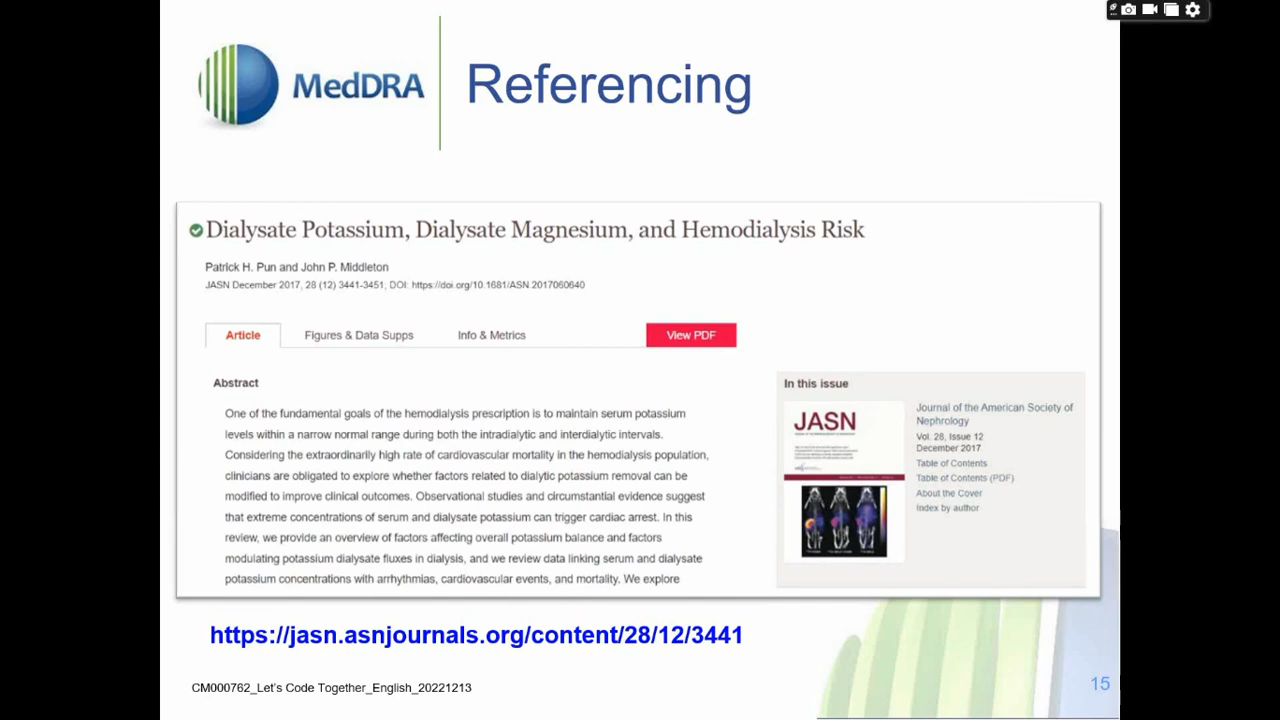 MedDRA
Referencing
Dialysate Potassium, Dialysate Magnesium, and Hemodialysis Risk
Patrick H. Pun and John P. Middleton
JASN December 2017, 28 (12) 3441-3451; DOI: https://doi.org/10.1681/ASN.2017060640
Article
Figures & Data Supps
Info & Metrics
View PDF
Abstract
One of the fundamental goals of the hemodialysis prescription is to maintain serum potassium
levels within a narrow normal range during both the intradialytic and interdialytic intervals.
Considering the extraordinarily high rate of cardiovascular mortality in the hemodialysis population,
clinicians are obligated to explore whether factors related to dialytic potassium removal can be
modified to improve clinical outcomes. Observational studies and circumstantial evidence suggest
that extreme concentrations of serum and dialysate potassium can trigger cardiac arrest. In this
review, we provide an overview of factors affecting overall potassium balance and factors
modulating potassium dialysate fluxes in dialysis, and we review data linking serum and dialysate
potassium concentrations with arrhythmias, cardiovascular events, and mortality. We explore
In this issue
JASN
Journal of the American Society of
Nephrology
Vol. 28, Issue 12
December 2017
Table of Contents
Table of Contents (PDF)
About the Cover
Index by author
https://jasn.asnjournals.org/content/28/12/3441
CM000762_Let's Code Together_English_20221213
15